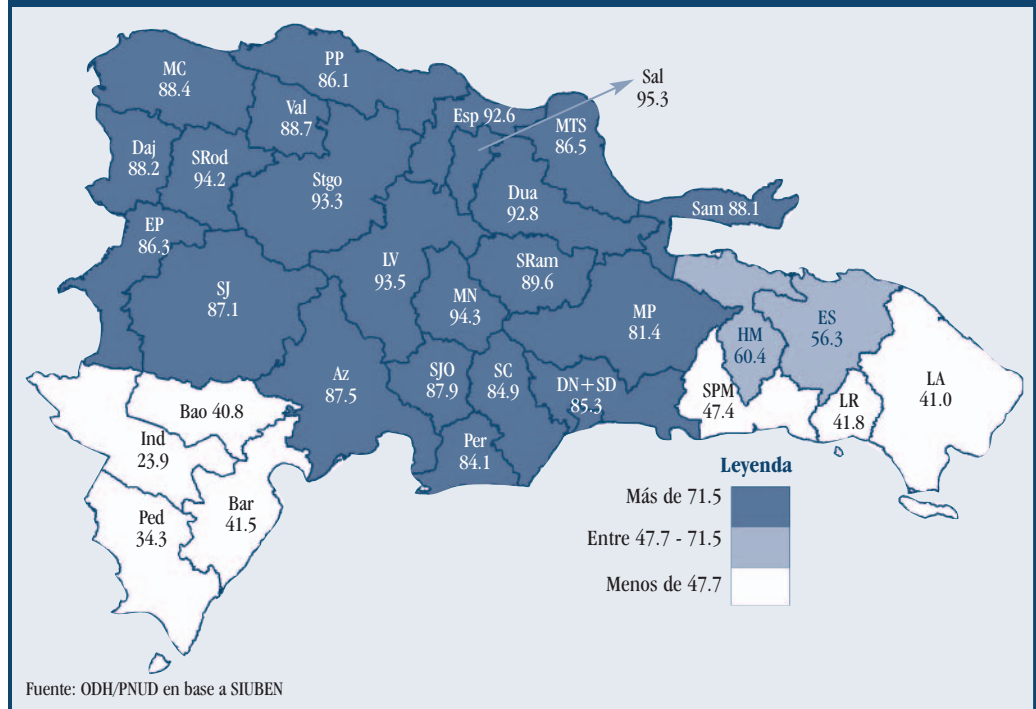 PP
86.1
MC
88.4
Sal
95.3
Val
88.7
Esp 92.6
MTS
86.5
Daj
88.2
SRod
94.2
Stgo
93.3
Dua
92.8
Sam 88.1
EP
86.3
SJ
87.1
LV
93.5
SRam
89.6
MN
94.3
MP
81.4
HM
60.4
ES
56.3
Az
87.5
SJO
87.9
SC
84.9
DN+SD
85.3
SPM
47.4
LR
41.8
LA
41.0
Bao 40.8
Ind
23.9
Per
84.1
Bar
41.5
Ped
34.3
Leyenda
Más de 71.5
Entre 47.7 - 71.5
Menos de 47.7
Fuente: ODH/PNUD en base a SIUBEN